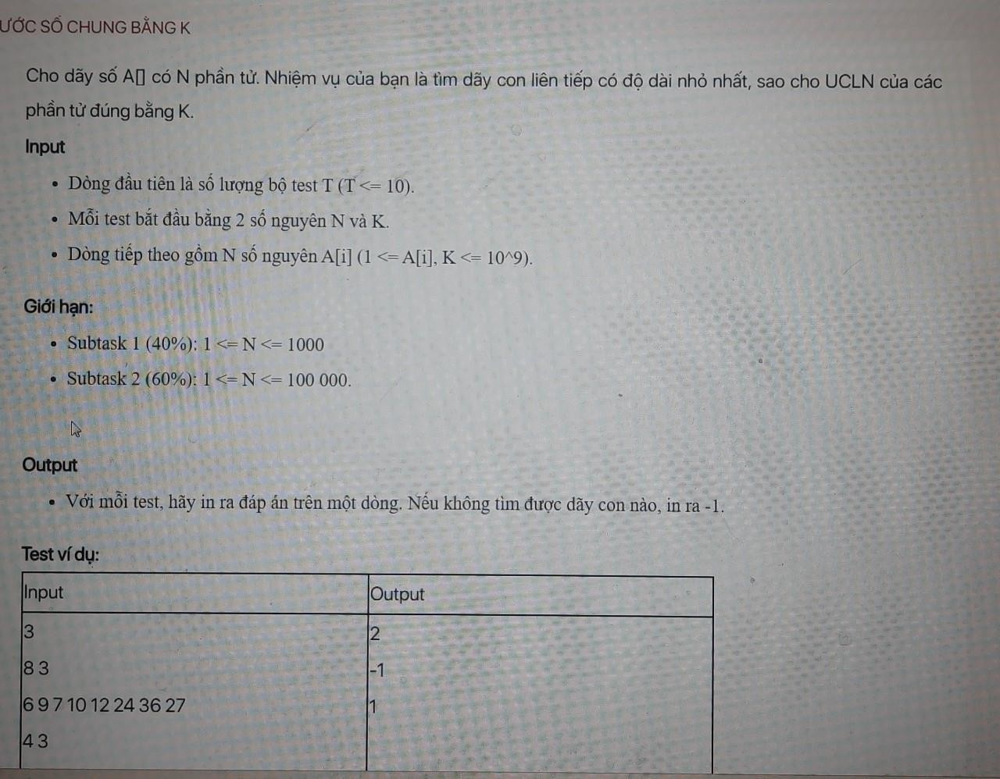 ƯỚC SỐ CHUNG BẰNG K
Cho dãy số A[] có N phần tử. Nhiệm vụ của bạn là tìm dãy con liên tiếp có độ dài nhỏ nhất, sao cho UCLN của các
phần tử đúng bằng K.
Input
• Dòng đầu tiên là số lượng bộ test T (T <= 10).
• Mỗi test bắt đầu bằng 2 số nguyên N và K.
• Dòng tiếp theo gồm N số nguyên A[i] (1 <= A[i], K <= 10^9).
Giới hạn:
• Subtask 1 (40%): 1 <= N <= 1000
• Subtask 2 (60%): 1 <= N <= 100 000.
Output
• Với mỗi test, hãy in ra đáp án trên một dòng. Nếu không tìm được dãy con nào, in ra -1.
Test ví dụ:
Input Output
3 2
8 3 -1
6 9 7 10 12 24 36 27 1
4 3